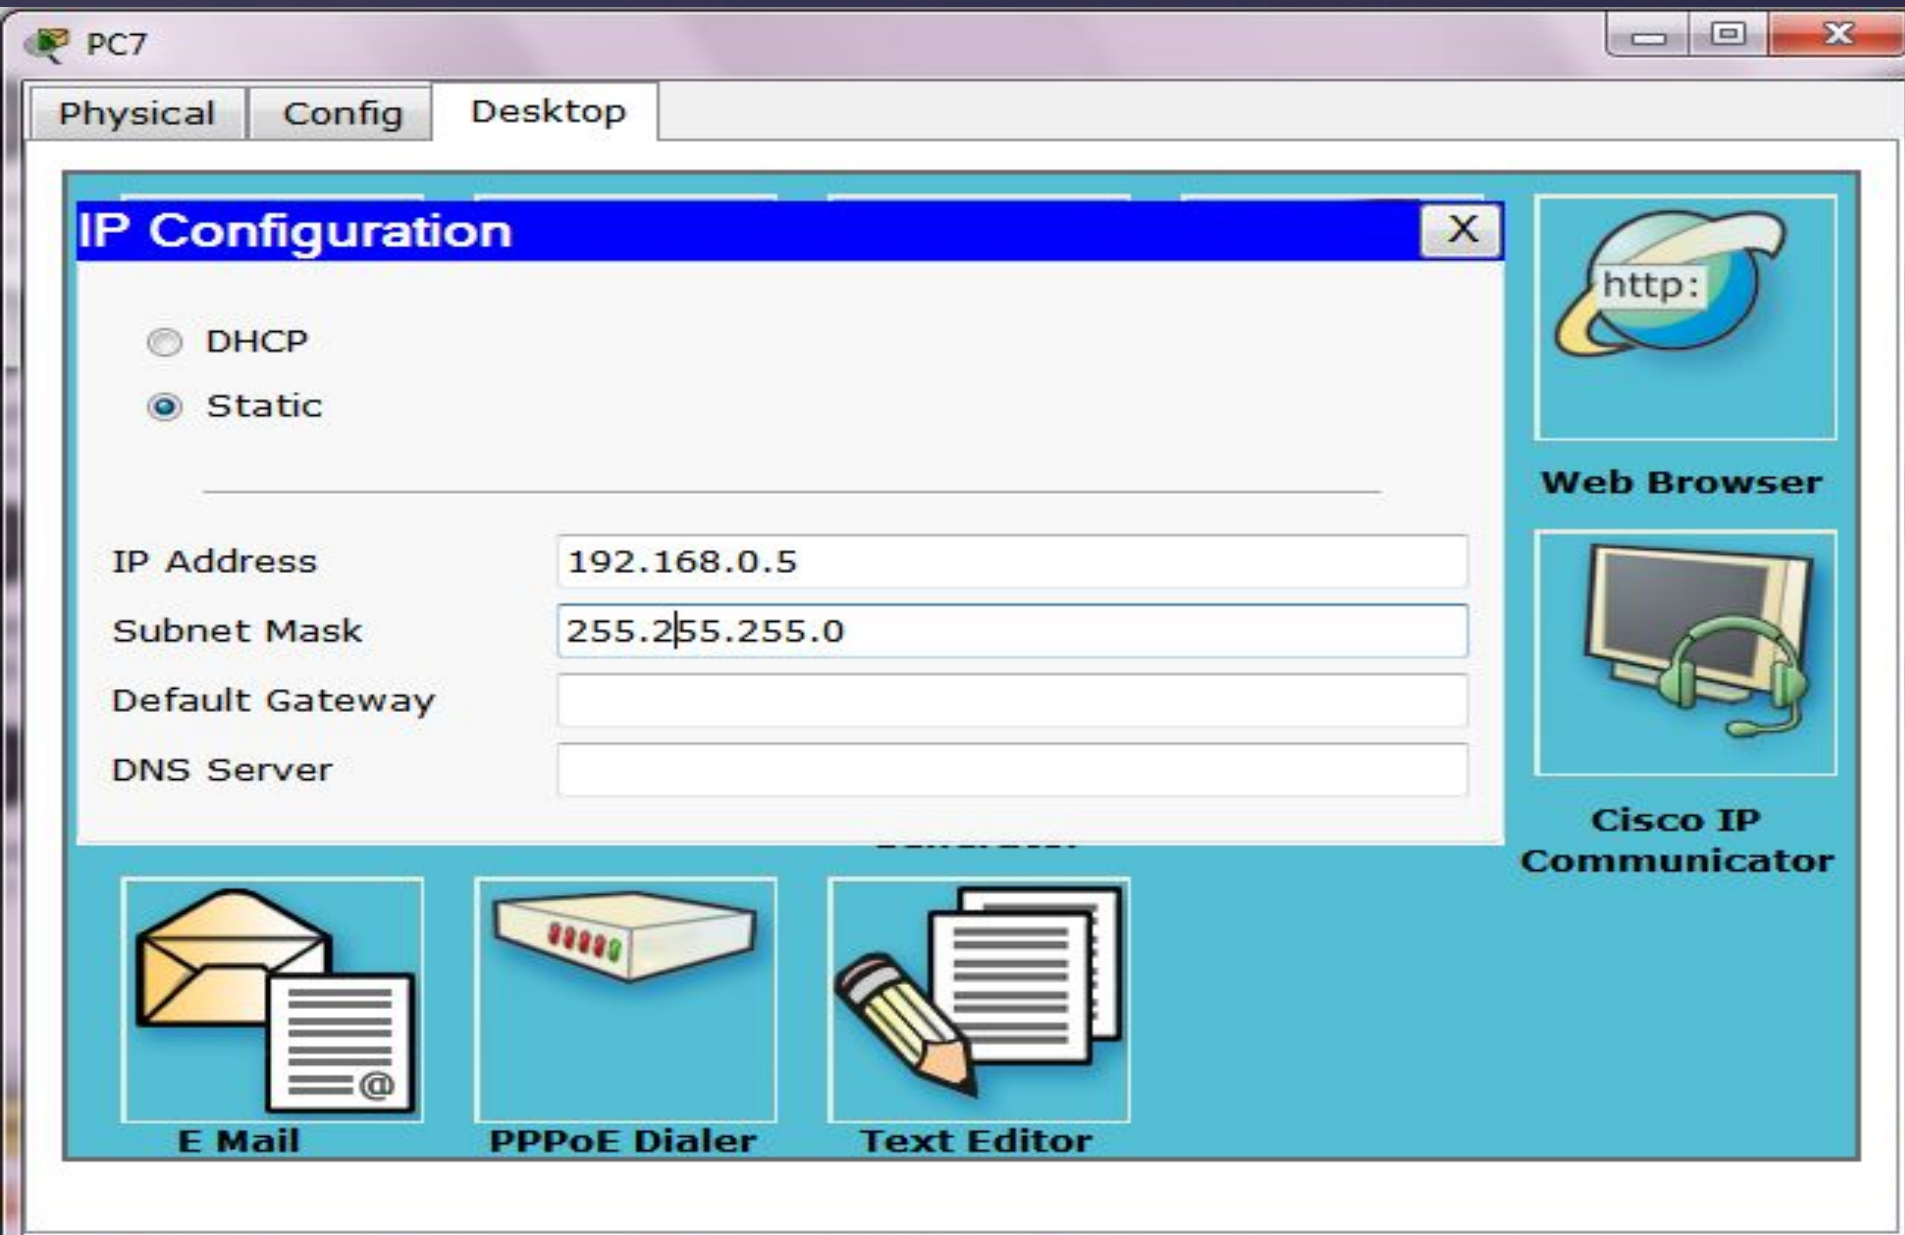 PC7
Physical
Config
Desktop
IP Configuration
X
http:
DHCP
Static
Web Browser
IP Address
192.168.0.5
Subnet Mask
255.255.255.0
Default Gateway
DNS Server
Cisco IP
Communicator
@
E Mail
PPPoE Dialer
Text Editor